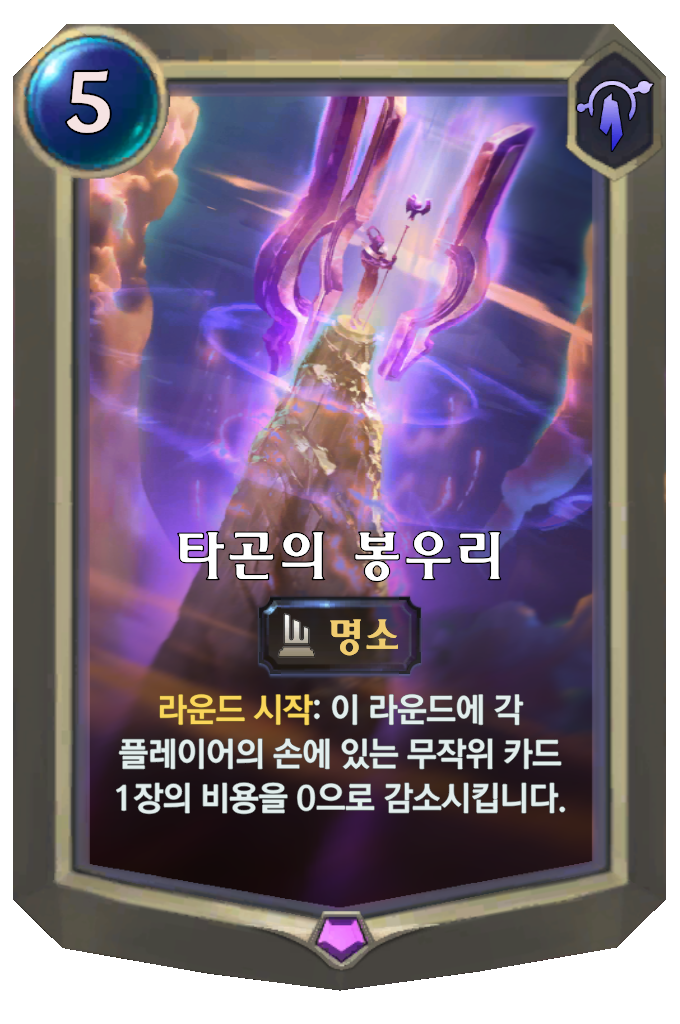 5
타곤의 봉우리
명소
라운드 시작: 이 라운드에 각
플레이어의 손에 있는 무작위 카드
1장의 비용을 0으로 감소시킵니다.